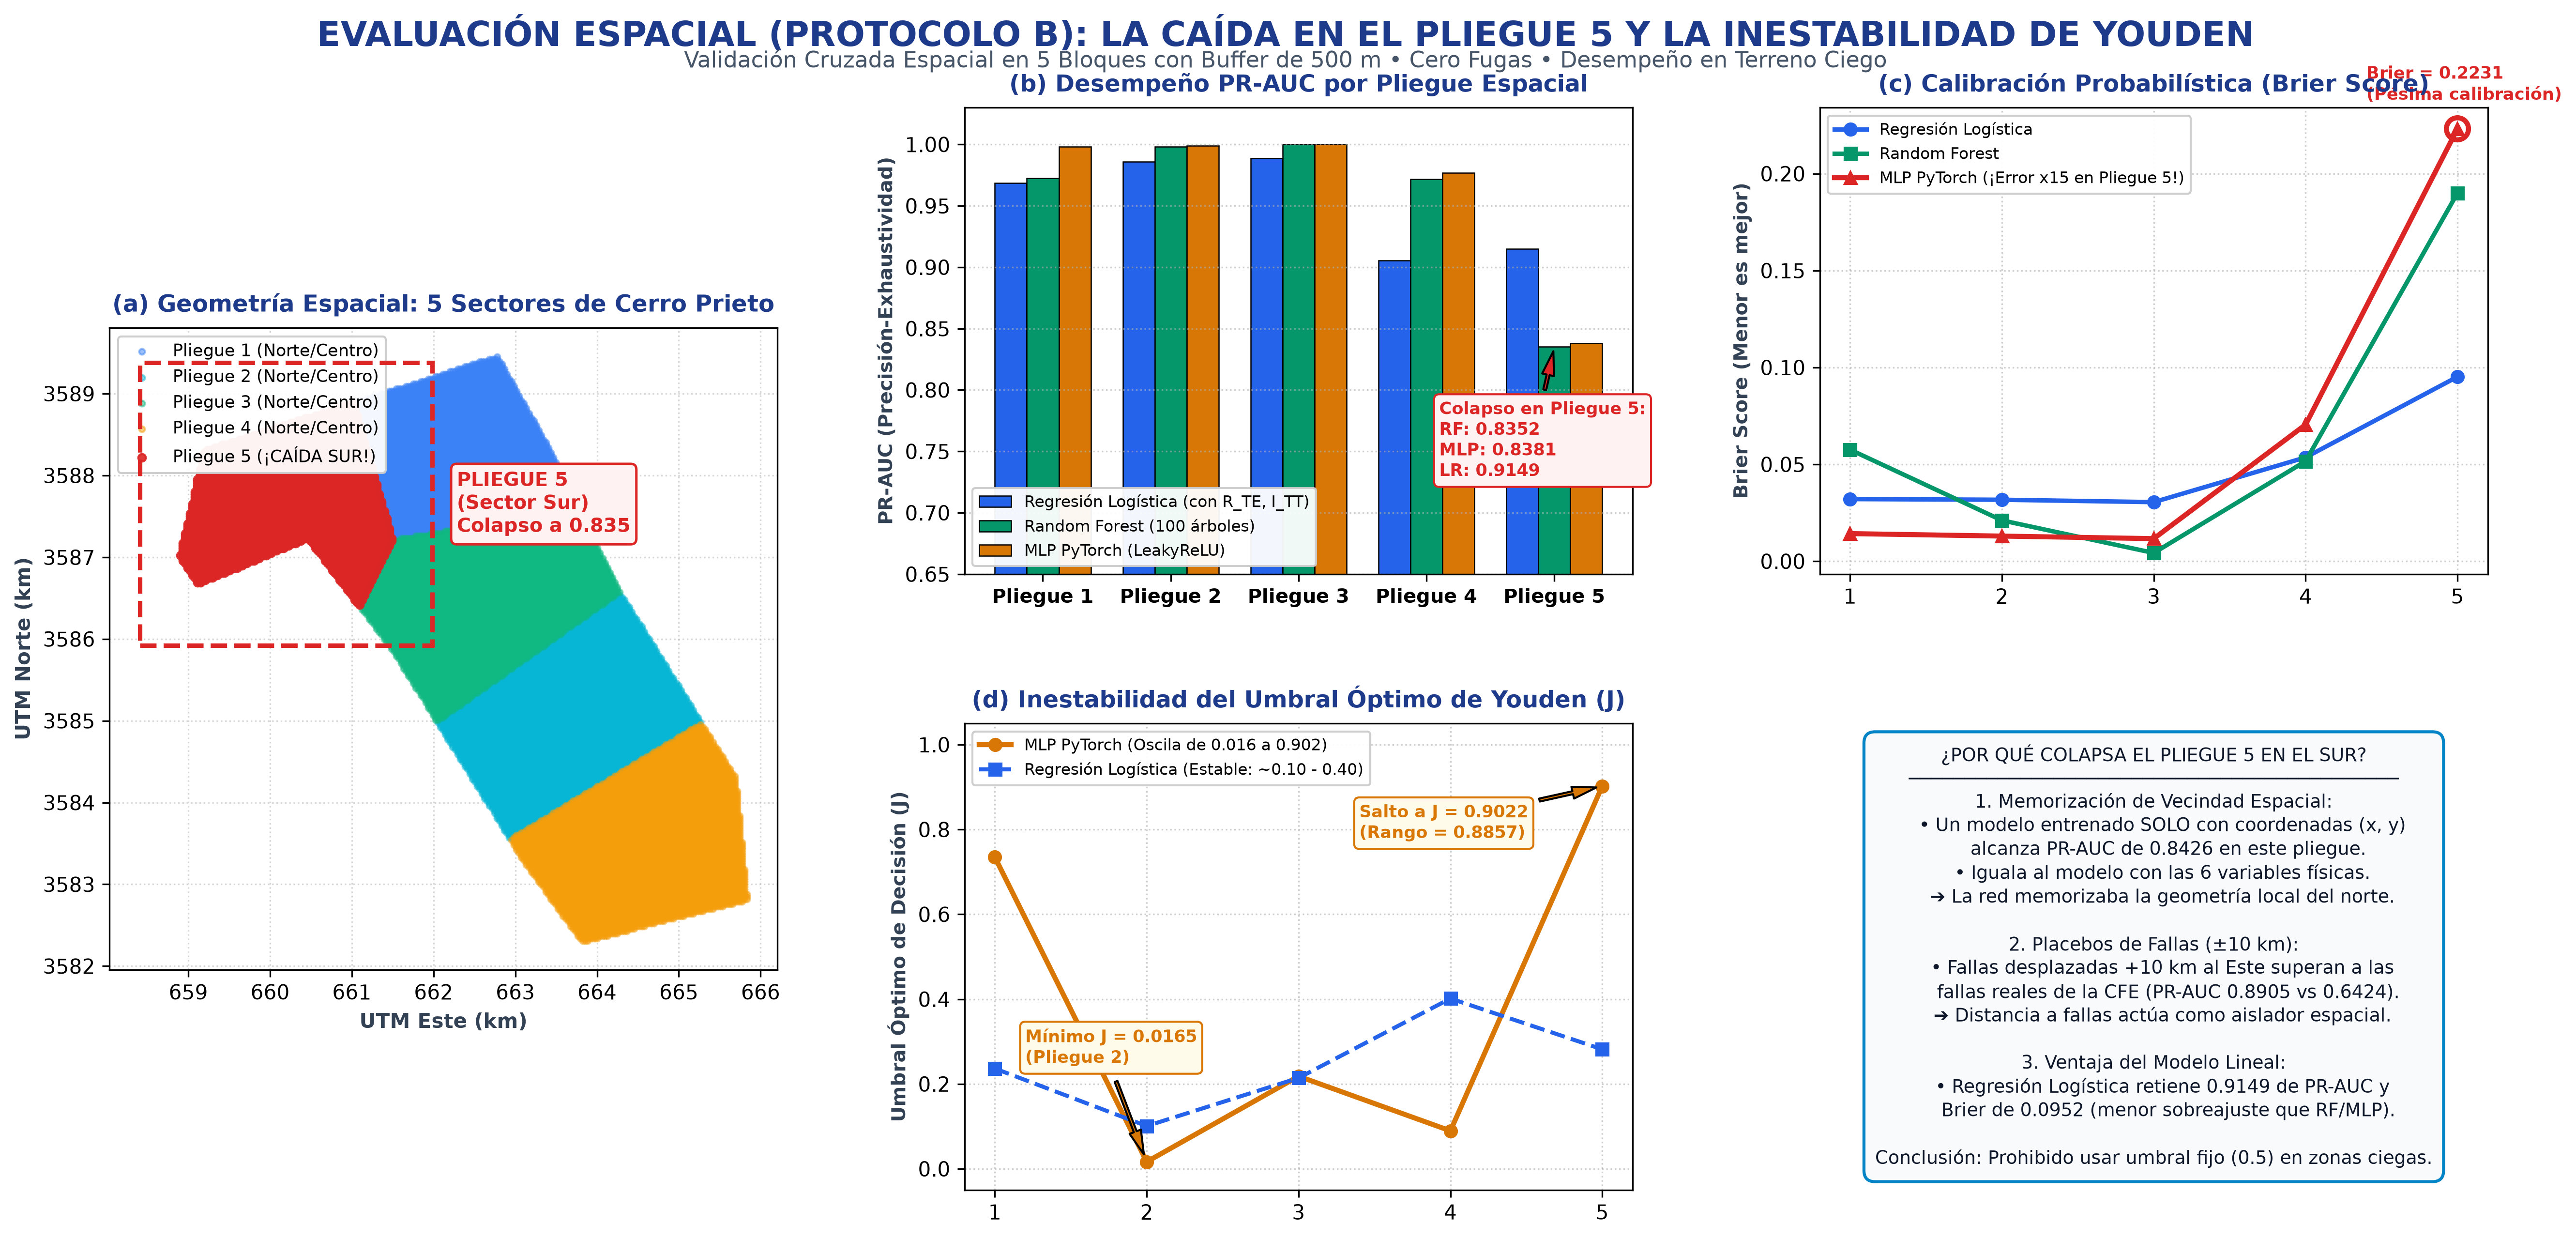 EVALUACIÓN ESPACIAL (PROTOCOLO B): LA CAÍDA EN EL PLIEGUE 5 Y LA INESTABILIDAD DE YOUDEN
Validación Cruzada Espacial en 5 Bloques con Buffer de 500 m • Cero Fugas • Desempeño en Terreno Ciego
(a) Geometría Espacial: 5 Sectores de Cerro Prieto
Pliegue 1 (Norte/Centro)
Pliegue 2 (Norte/Centro)
Pliegue 3 (Norte/Centro)
Pliegue 4 (Norte/Centro)
Pliegue 5 (¡CAÍDA SUR!)
PLIEGUE 5
(Sector Sur)
Colapso a 0.835
UTM Norte (km)
3589
3588
3587
3586
3585
3584
3583
3582
659 660 661 662 663 664 665 666
UTM Este (km)
(b) Desempeño PR-AUC por Pliegue Espacial
PR-AUC (Precisión-Exhaustividad)
1.00
0.95
0.90
0.85
0.80
0.75
0.70
0.65
Colapso en Pliegue 5:
RF: 0.8352
MLP: 0.8381
LR: 0.9149
Regresión Logística (con R_TE, I_TT)
Random Forest (100 árboles)
MLP PyTorch (LeakyReLU)
Pliegue 1 Pliegue 2 Pliegue 3 Pliegue 4 Pliegue 5
(c) Calibración Probabilística (Brier Score)
Brier = 0.2231
(Pésima calibración)
Regresión Logística
Random Forest
MLP PyTorch (¡Error x15 en Pliegue 5!)
Brier Score (Menor es mejor)
0.20
0.15
0.10
0.05
0.00
1 2 3 4 5
(d) Inestabilidad del Umbral Óptimo de Youden (J)
MLP PyTorch (Oscila de 0.016 a 0.902)
Regresión Logística (Estable: ~0.10 - 0.40)
Salto a J = 0.9022
(Rango = 0.8857)
Mínimo J = 0.0165
(Pliegue 2)
Umbral Óptimo de Decisión (J)
1.0
0.8
0.6
0.4
0.2
0.0
1 2 3 4 5
¿POR QUÉ COLAPSA EL PLIEGUE 5 EN EL SUR?
1. Memorización de Vecindad Espacial:
• Un modelo entrenado SOLO con coordenadas (x, y)
alcanza PR-AUC de 0.8426 en este pliegue.
• Iguala al modelo con las 6 variables físicas.
➔ La red memorizaba la geometría local del norte.
2. Placebos de Fallas (±10 km):
• Fallas desplazadas +10 km al Este superan a las
fallas reales de la CFE (PR-AUC 0.8905 vs 0.6424).
➔ Distancia a fallas actúa como aislador espacial.
3. Ventaja del Modelo Lineal:
• Regresión Logística retiene 0.9149 de PR-AUC y
Brier de 0.0952 (menor sobreajuste que RF/MLP).
Conclusión: Prohibido usar umbral fijo (0.5) en zonas ciegas.